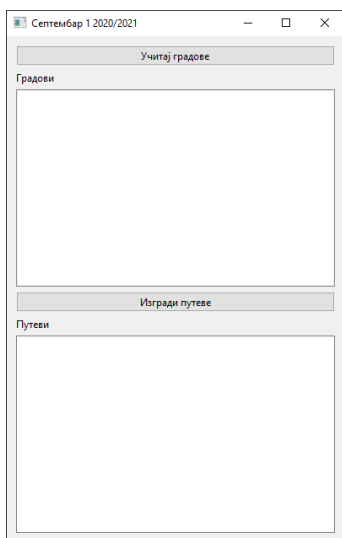 Септембар 1 2020/2021
Учитај градове
Градови
Изгради путеве
Путеви